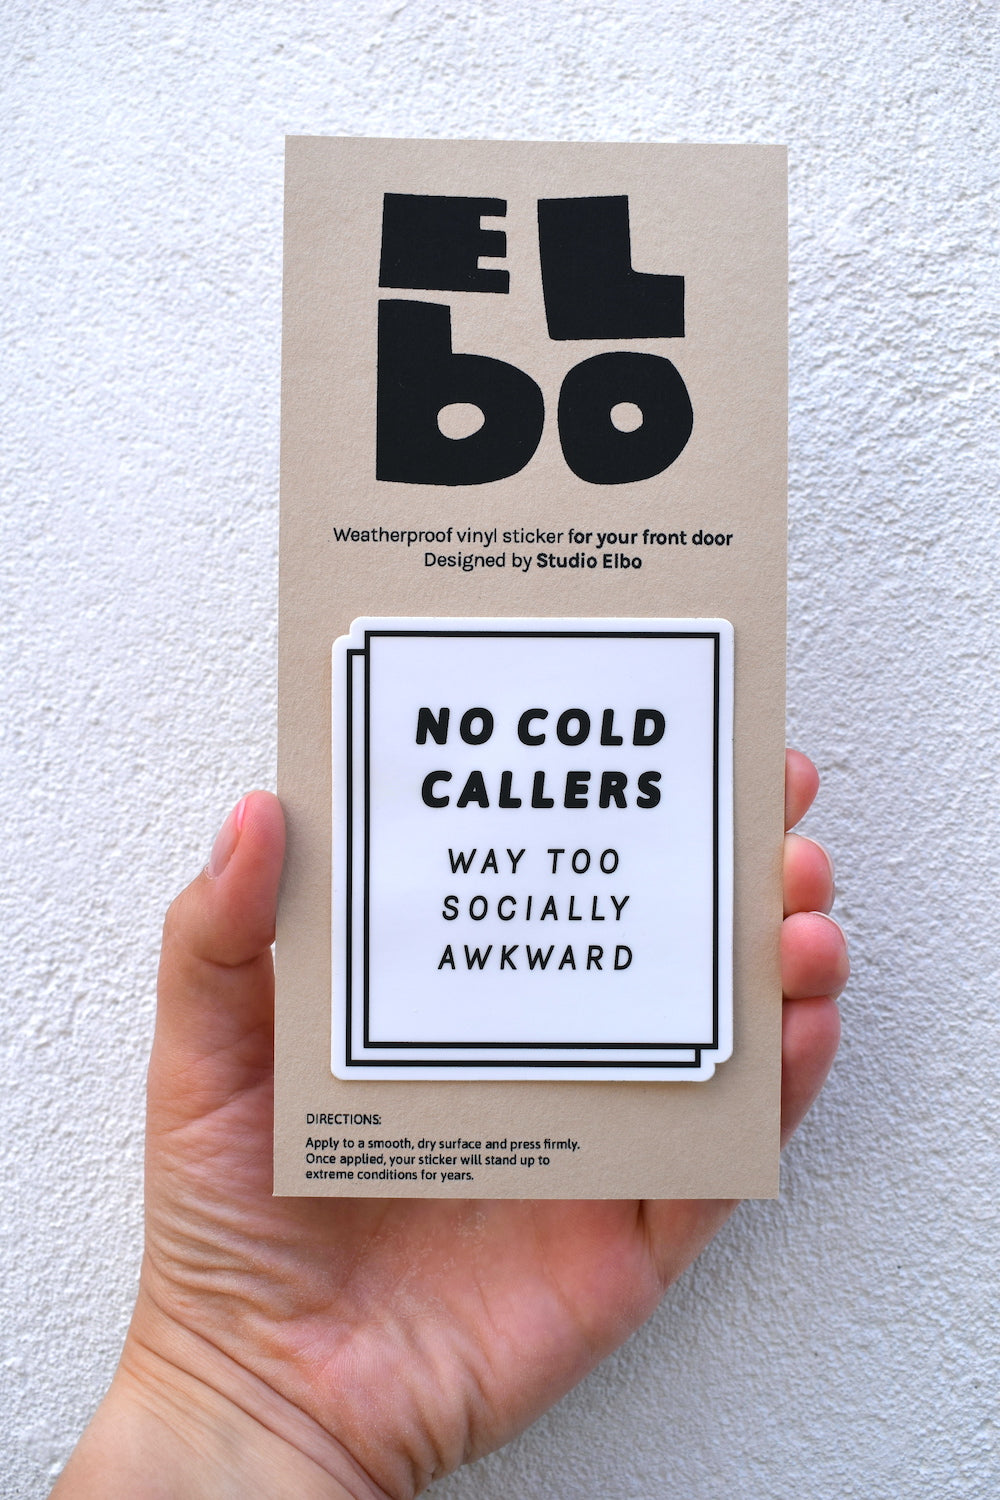 EL
bo
Weatherproof vinyl sticker for your front door
Designed by Studio Elbo
NO COLD
CALLERS
WAY TOO
SOCIALLY
AWKWARD
DIRECTIONS:
Apply to a smooth, dry surface and press firmly.
Once applied, your sticker will stand up to
extreme conditions for years.